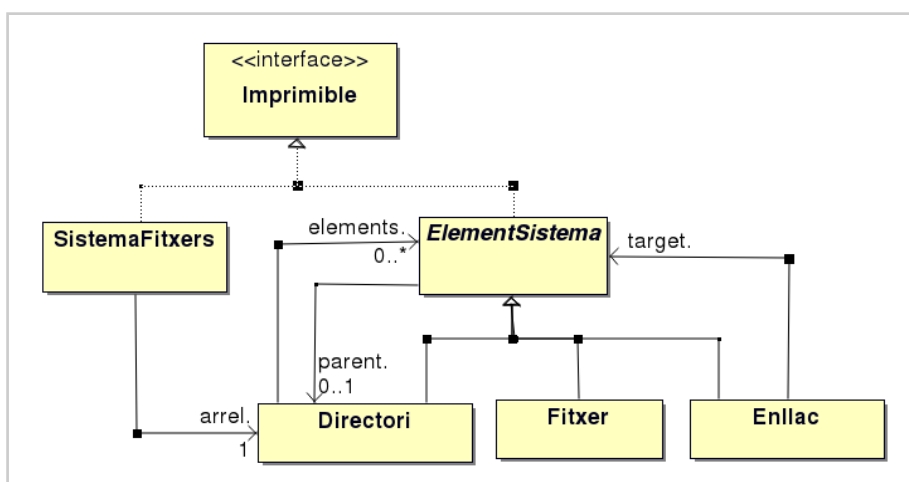 <<interface>>
Imprimible
SistemaFitxers
elements.
0..*
ElementSistema
target.
parent.
0..1
arrel.
1
Directori
Fitxer
Enllac